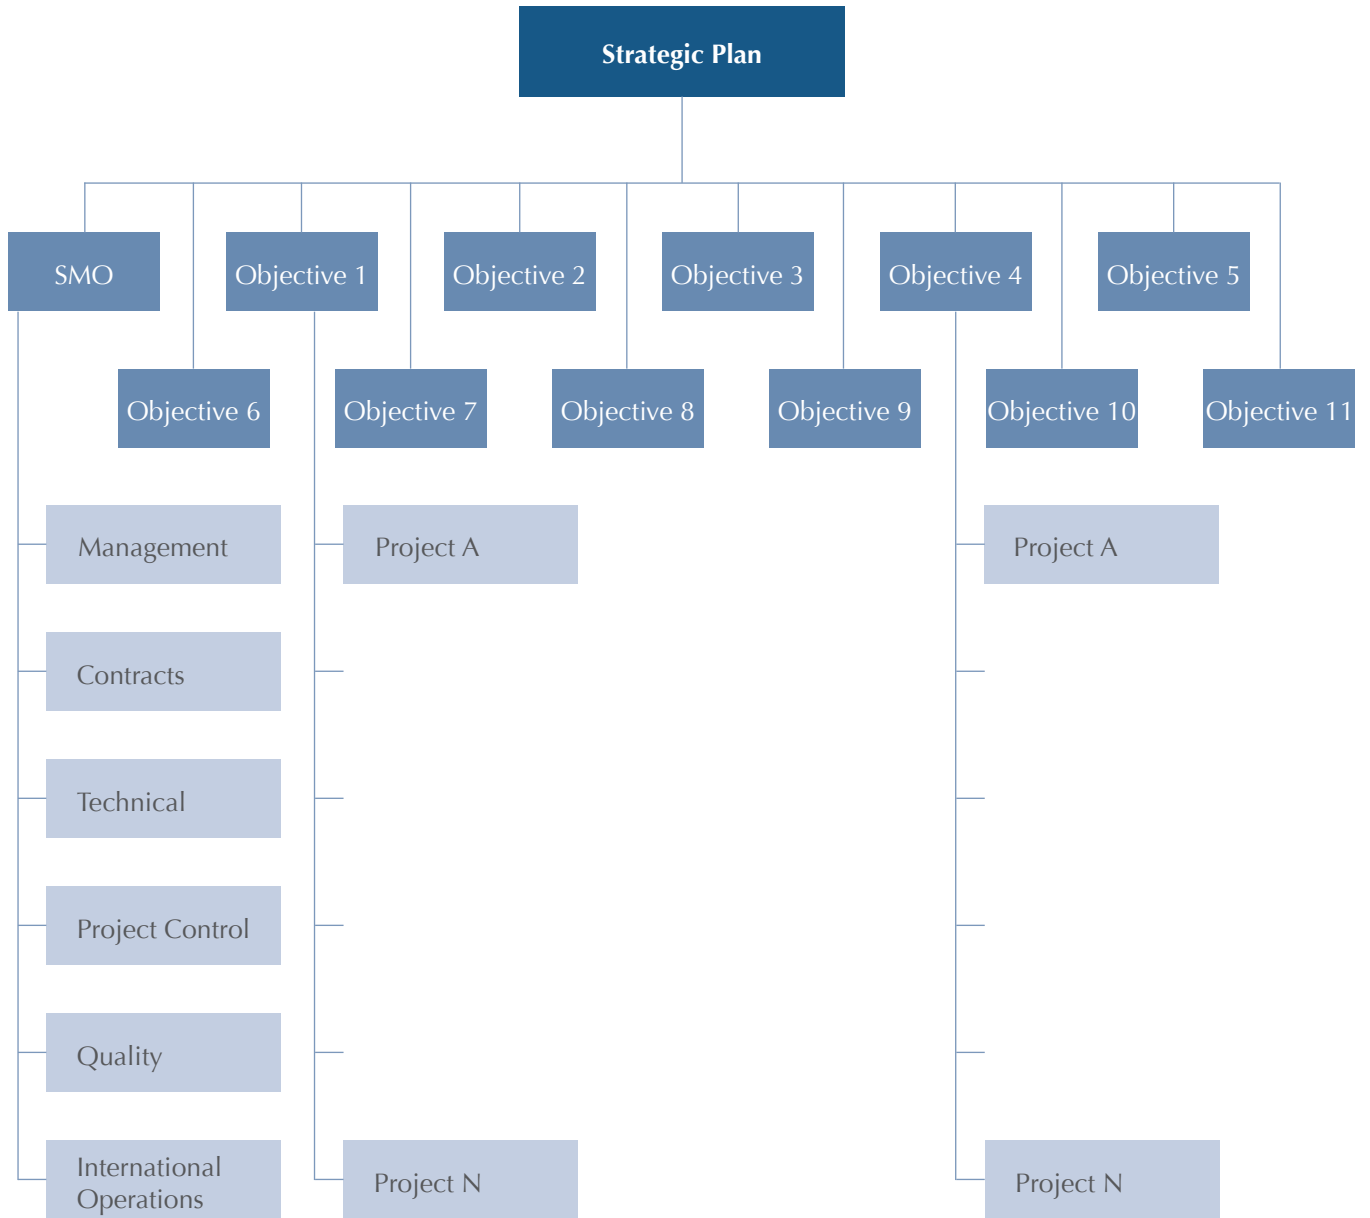 Strategic Plan
SMO
Objective 1
Objective 2
Objective 3
Objective 4
Objective 5
Objective 6
Objective 7
Objective 8
Objective 9
Objective 10
Objective 11
Management
Project A
Project A
Contracts
Technical
Project Control
Quality
International
Operations
Project N
Project N